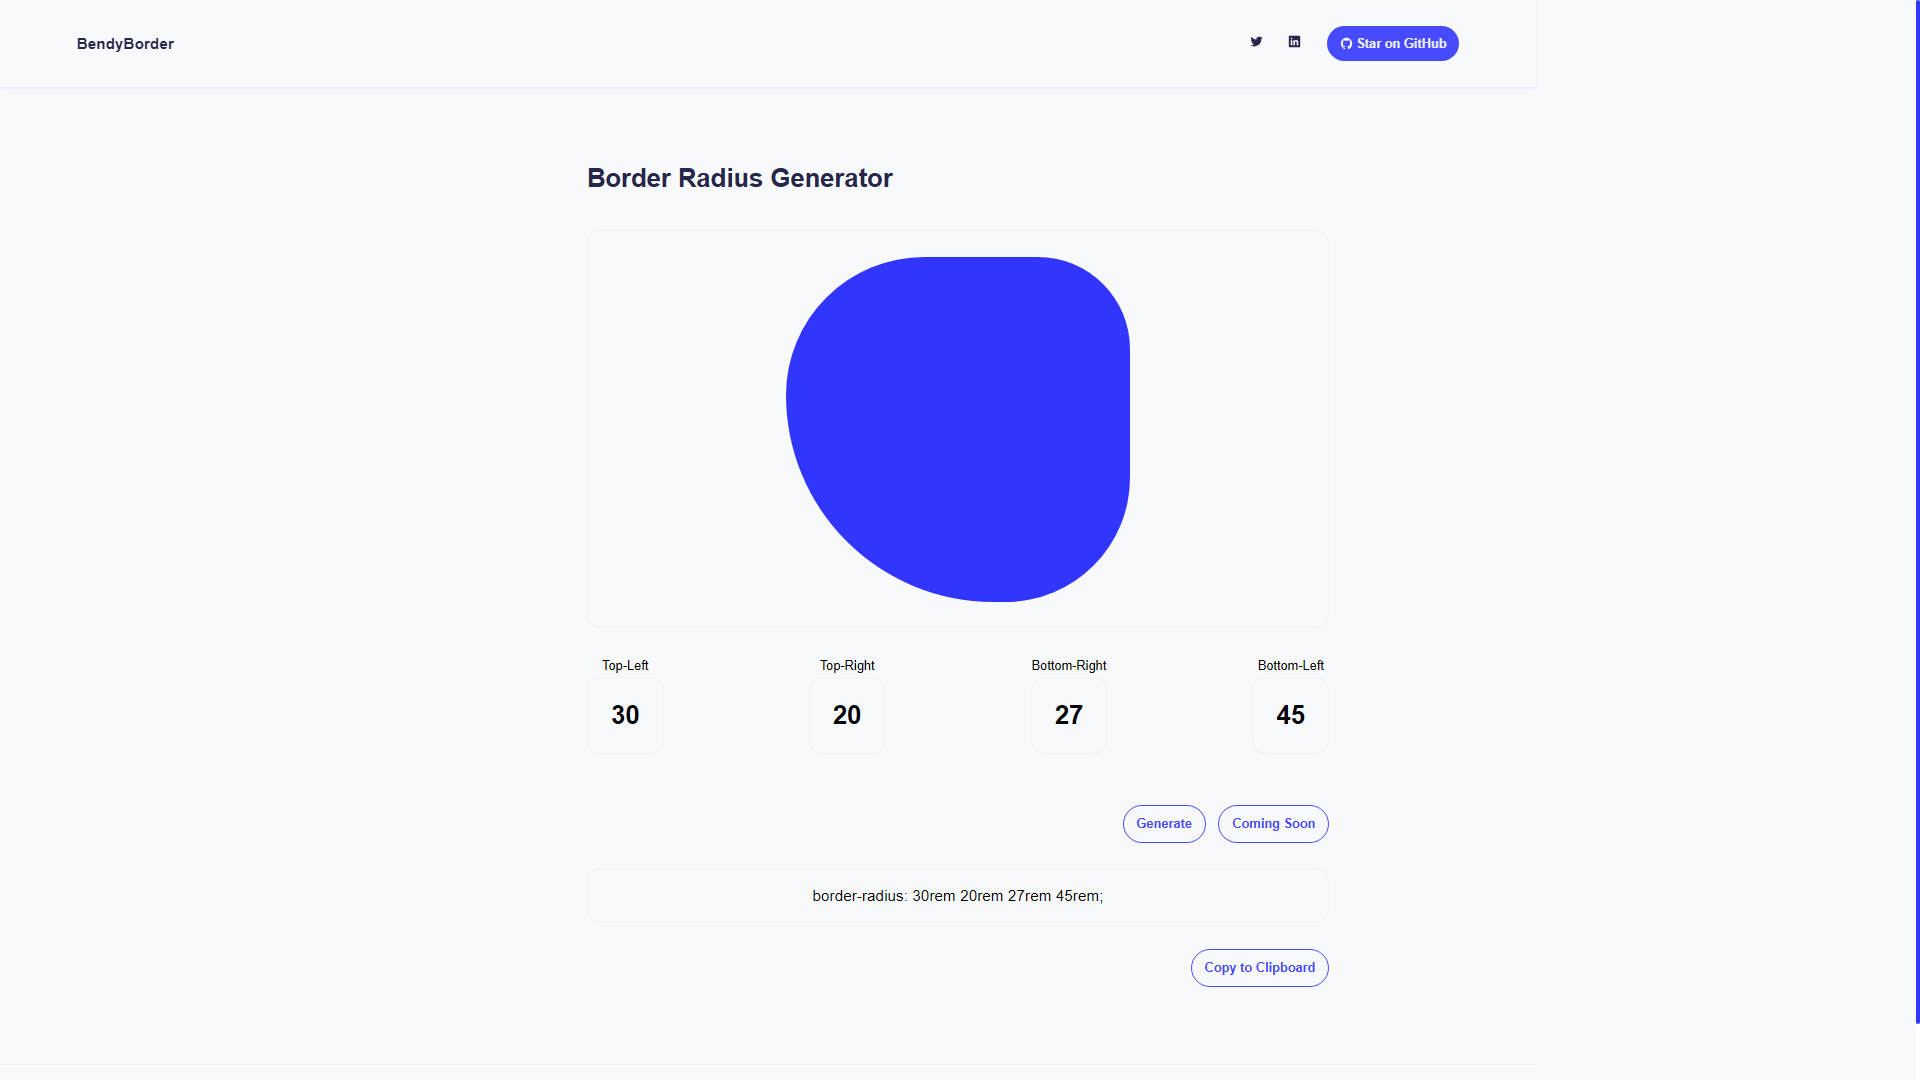 BendyBorder
Star on GitHub
Border Radius Generator
Top-Left
Top-Right
Bottom-Right
Bottom-Left
30
20
27
45
Generate
Coming Soon
border-radius: 30rem 20rem 27rem 45rem;
Copy to Clipboard